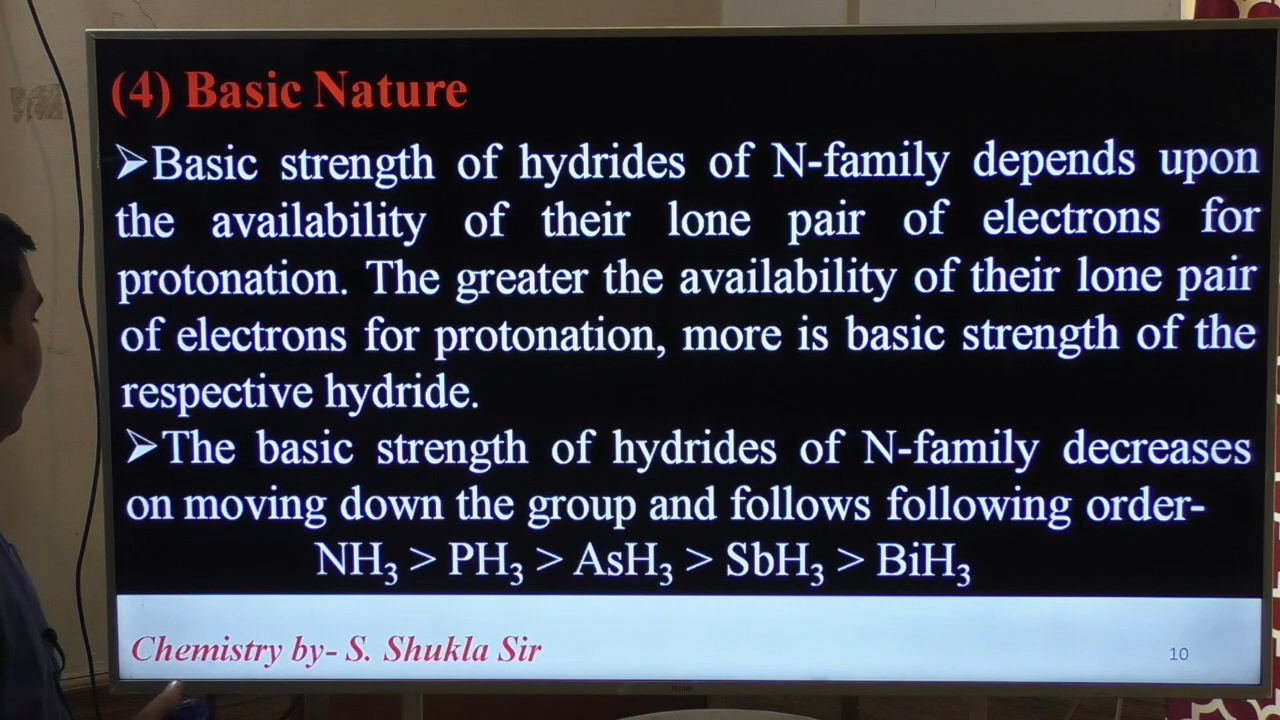 (4) Basic Nature
➢Basic strength of hydrides of N-family depends upon
the availability of their lone pair of electrons for
protonation. The greater the availability of their lone pair
of electrons for protonation, more is basic strength of the
respective hydride.
➢The basic strength of hydrides of N-family decreases
on moving down the group and follows following order-
NH₃ > PH₃ > AsH₃ > SbH₃ > BiH₃
Chemistry by- S. Shukla Sir
10
Haier